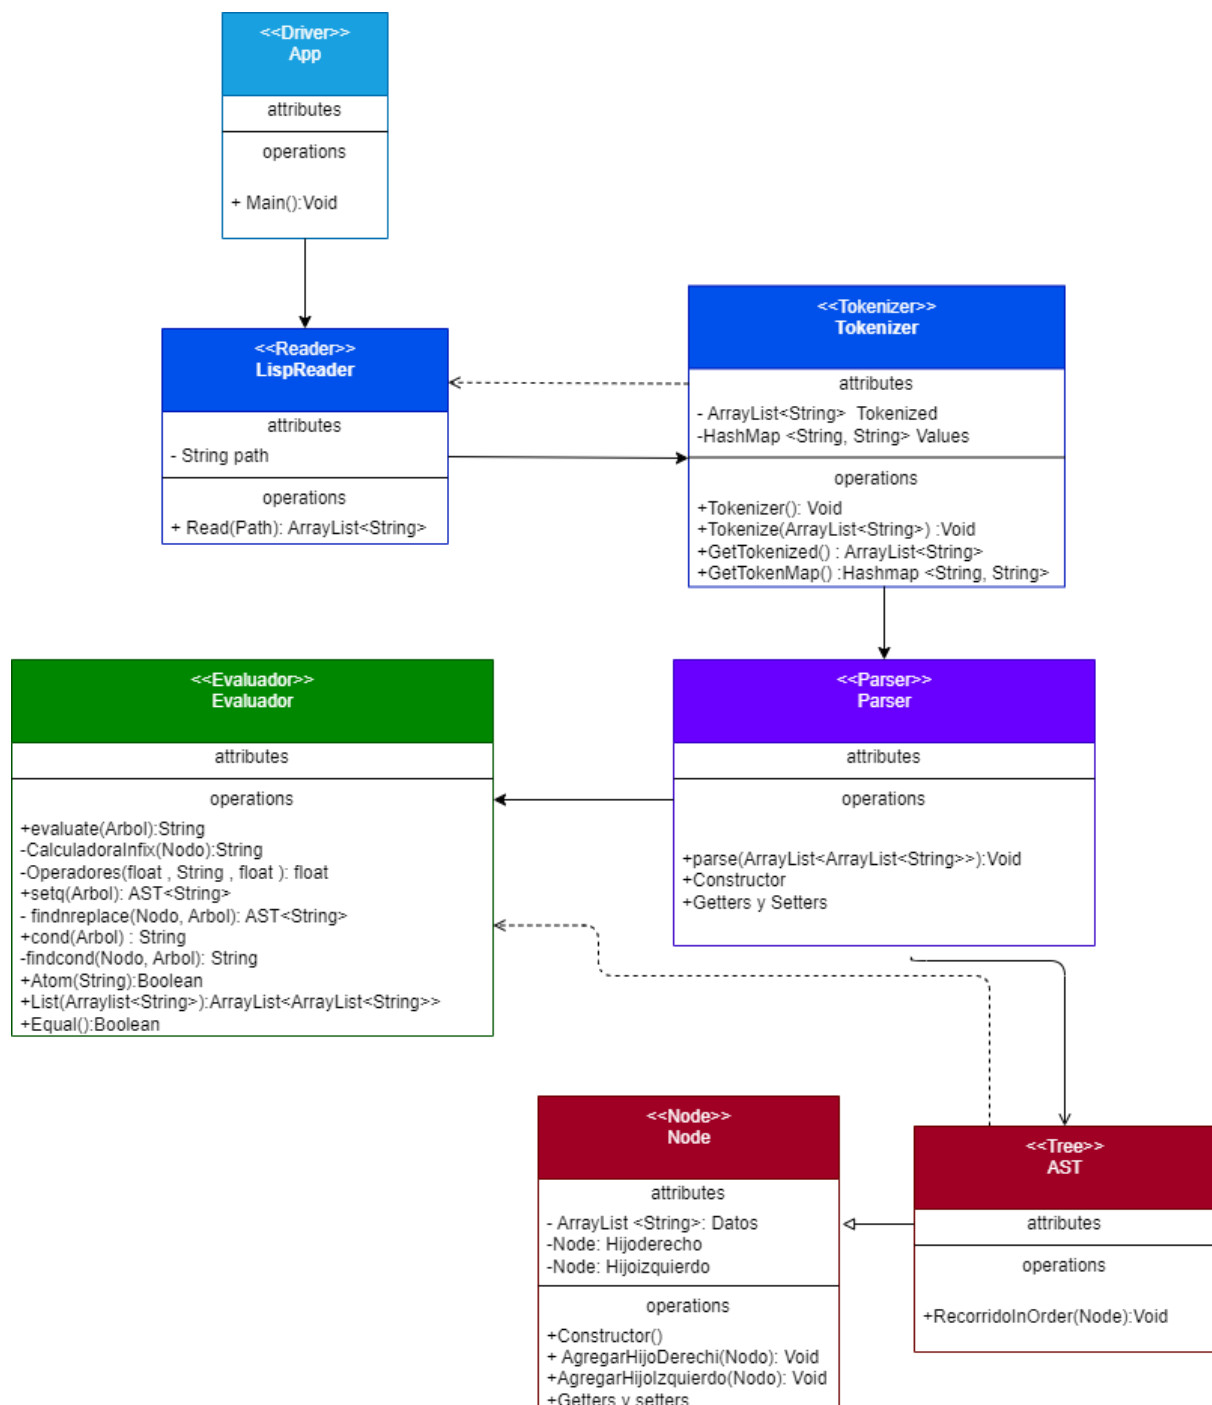 <<Driver>>
App
attributes
operations
+ Main():Void
<<Reader>>
LispReader
attributes
- String path
operations
+ Read(Path): ArrayList<String>
<<Tokenizer>>
Tokenizer
attributes
- ArrayList<String> Tokenized
-HashMap <String, String> Values
operations
+Tokenizer(): Void
+Tokenize(ArrayList<String>) :Void
+GetTokenized() : ArrayList<String>
+GetTokenMap() :Hashmap <String, String>
<<Evaluador>>
Evaluador
attributes
operations
+evaluate(Arbol):String
-CalculadoraInfix(Nodo):String
-Operadores(float , String , float ): float
+setq(Arbol): AST<String>
- findnreplace(Nodo, Arbol): AST<String>
+cond(Arbol) : String
-findcond(Nodo, Arbol): String
+Atom(String):Boolean
+List(Arraylist<String>):ArrayList<ArrayList<String>>
+Equal():Boolean
<<Parser>>
Parser
attributes
operations
+parse(ArrayList<ArrayList<String>>):Void
+Constructor
+Getters y Setters
<<Node>>
Node
attributes
- ArrayList <String>: Datos
-Node: Hijoderecho
-Node: Hijoizquierdo
operations
+Constructor()
+ AgregarHijoDerechi(Nodo): Void
+AgregarHijoIzquierdo(Nodo): Void
+Getters y setters
<<Tree>>
AST
attributes
operations
+RecorridoInOrder(Node):Void